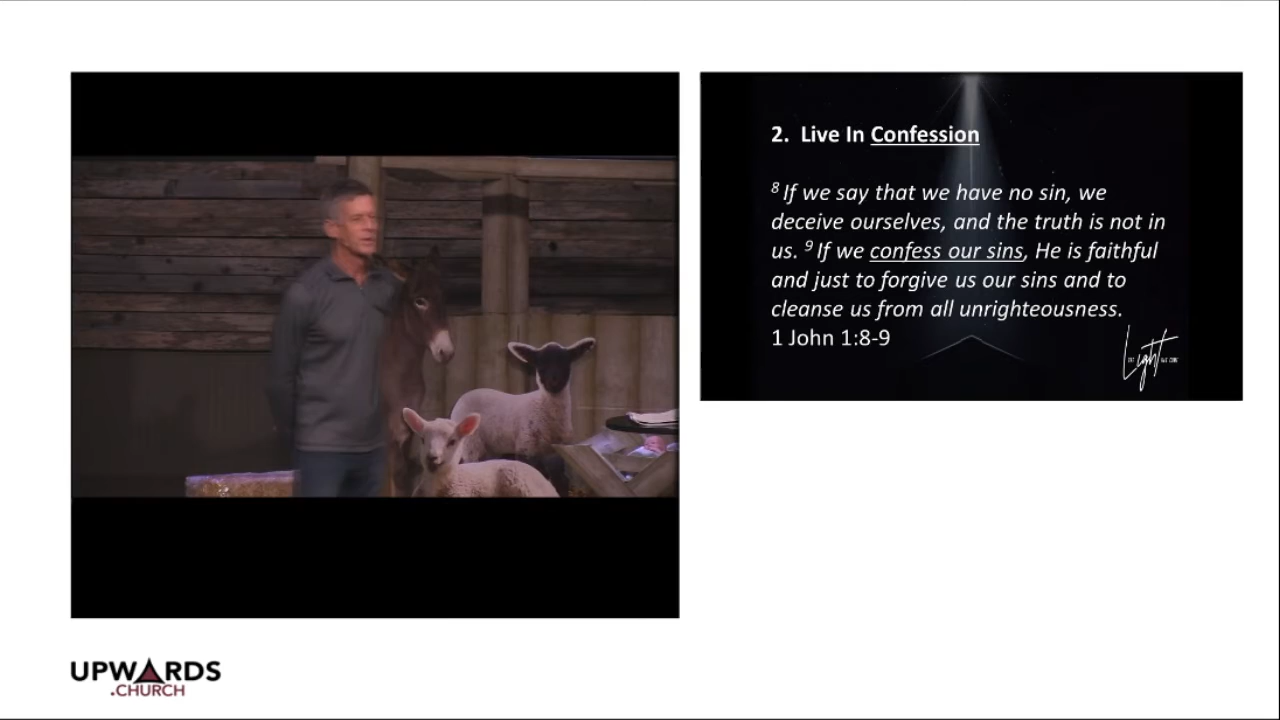 2. Live In Confession
8 If we say that we have no sin, we
deceive ourselves, and the truth is not in
us. 9 If we confess our sins, He is faithful
and just to forgive us our sins and to
cleanse us from all unrighteousness.
1 John 1:8-9
Light
UPWARDS
.CHURCH